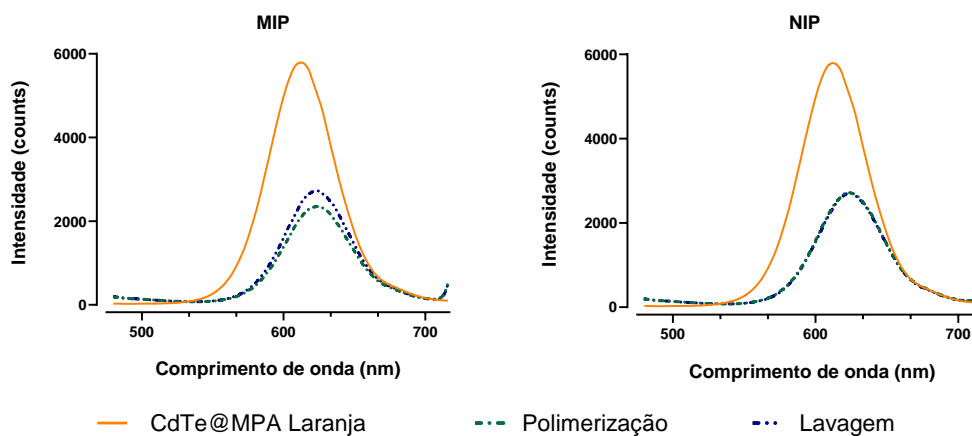 MIP
NIP
6000
4000
2000
0
Intensidade (counts)
500
600
700
Comprimento de onda (nm)
6000
4000
2000
0
Intensidade (counts)
500
600
700
Comprimento de onda (nm)
CdTe@MPA Laranja
Polimerização
Lavagem